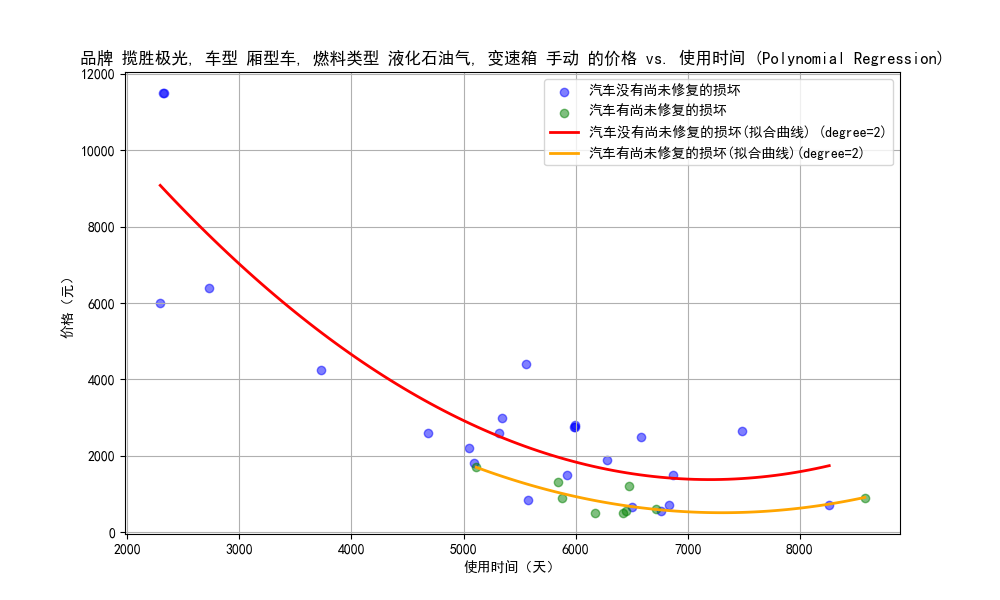 品牌 揽胜极光, 车型 厢型车, 燃料类型 液化石油气, 变速箱 手动 的价格 vs. 使用时间 (Polynomial Regression)
汽车没有尚未修复的损坏
汽车有尚未修复的损坏
汽车没有尚未修复的损坏(拟合曲线) (degree=2)
汽车有尚未修复的损坏(拟合曲线)(degree=2)
价格（元）
12000
10000
8000
6000
4000
2000
0
2000 3000 4000 5000 6000 7000 8000
使用时间（天）